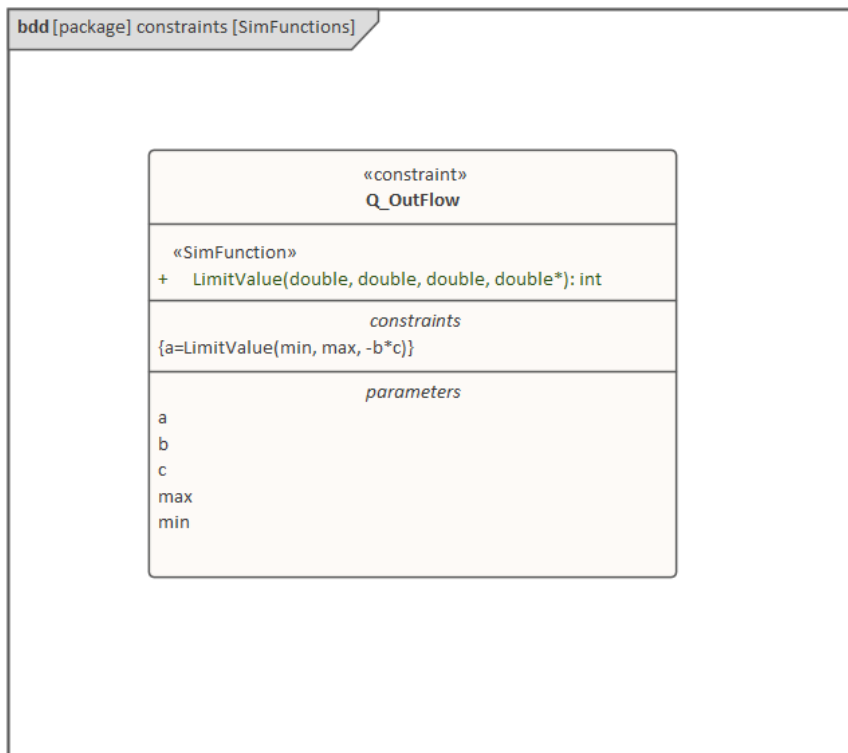 bdd [package] constraints [SimFunctions]
«constraint»
Q_OutFlow
«SimFunction»
+ LimitValue(double, double, double, double*): int
constraints
{a=LimitValue(min, max, -b*c)}
parameters
a
b
c
max
min